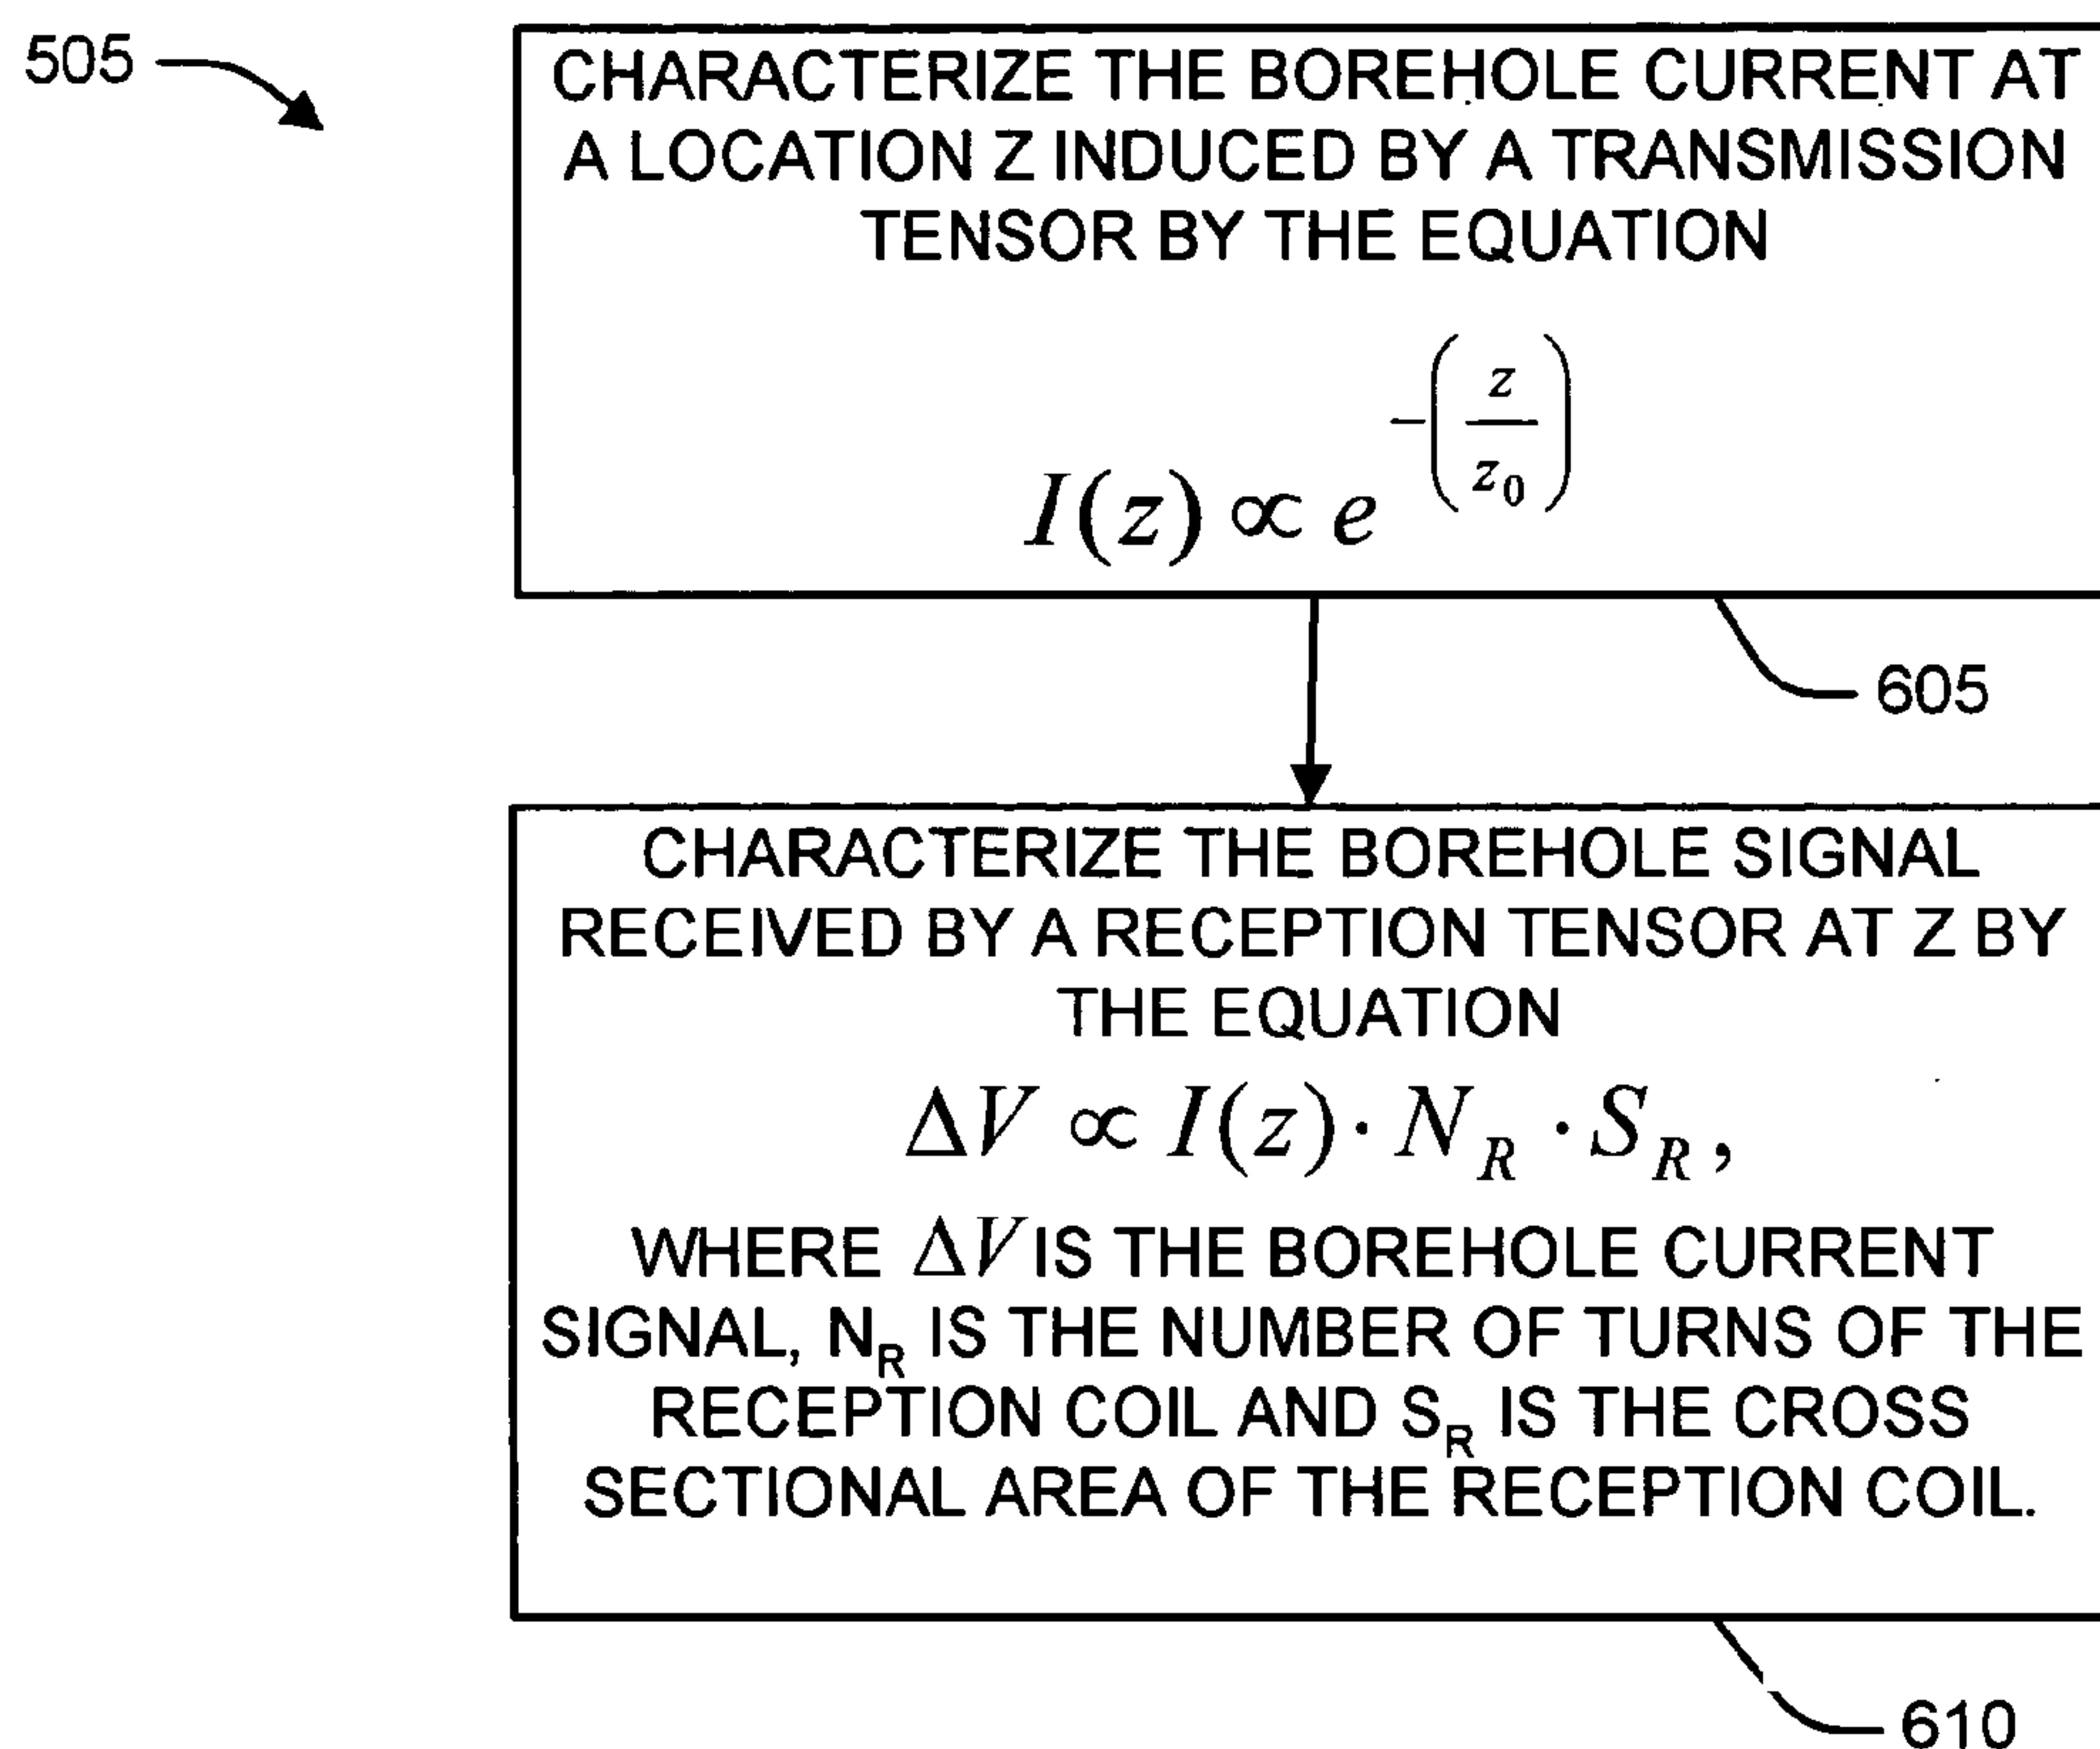 505
CHARACTERIZE THE BOREHOLE CURRENT AT
A LOCATION Z INDUCED BY A TRANSMISSION
TENSOR BY THE EQUATION
I(z) ∝ e^{-(z/z_0)}
605
CHARACTERIZE THE BOREHOLE SIGNAL
RECEIVED BY A RECEPTION TENSOR AT Z BY
THE EQUATION
ΔV ∝ I(z) · N_R · S_R,
WHERE ΔV IS THE BOREHOLE CURRENT
SIGNAL, N_R IS THE NUMBER OF TURNS OF THE
RECEPTION COIL AND S_R IS THE CROSS
SECTIONAL AREA OF THE RECEPTION COIL.
610